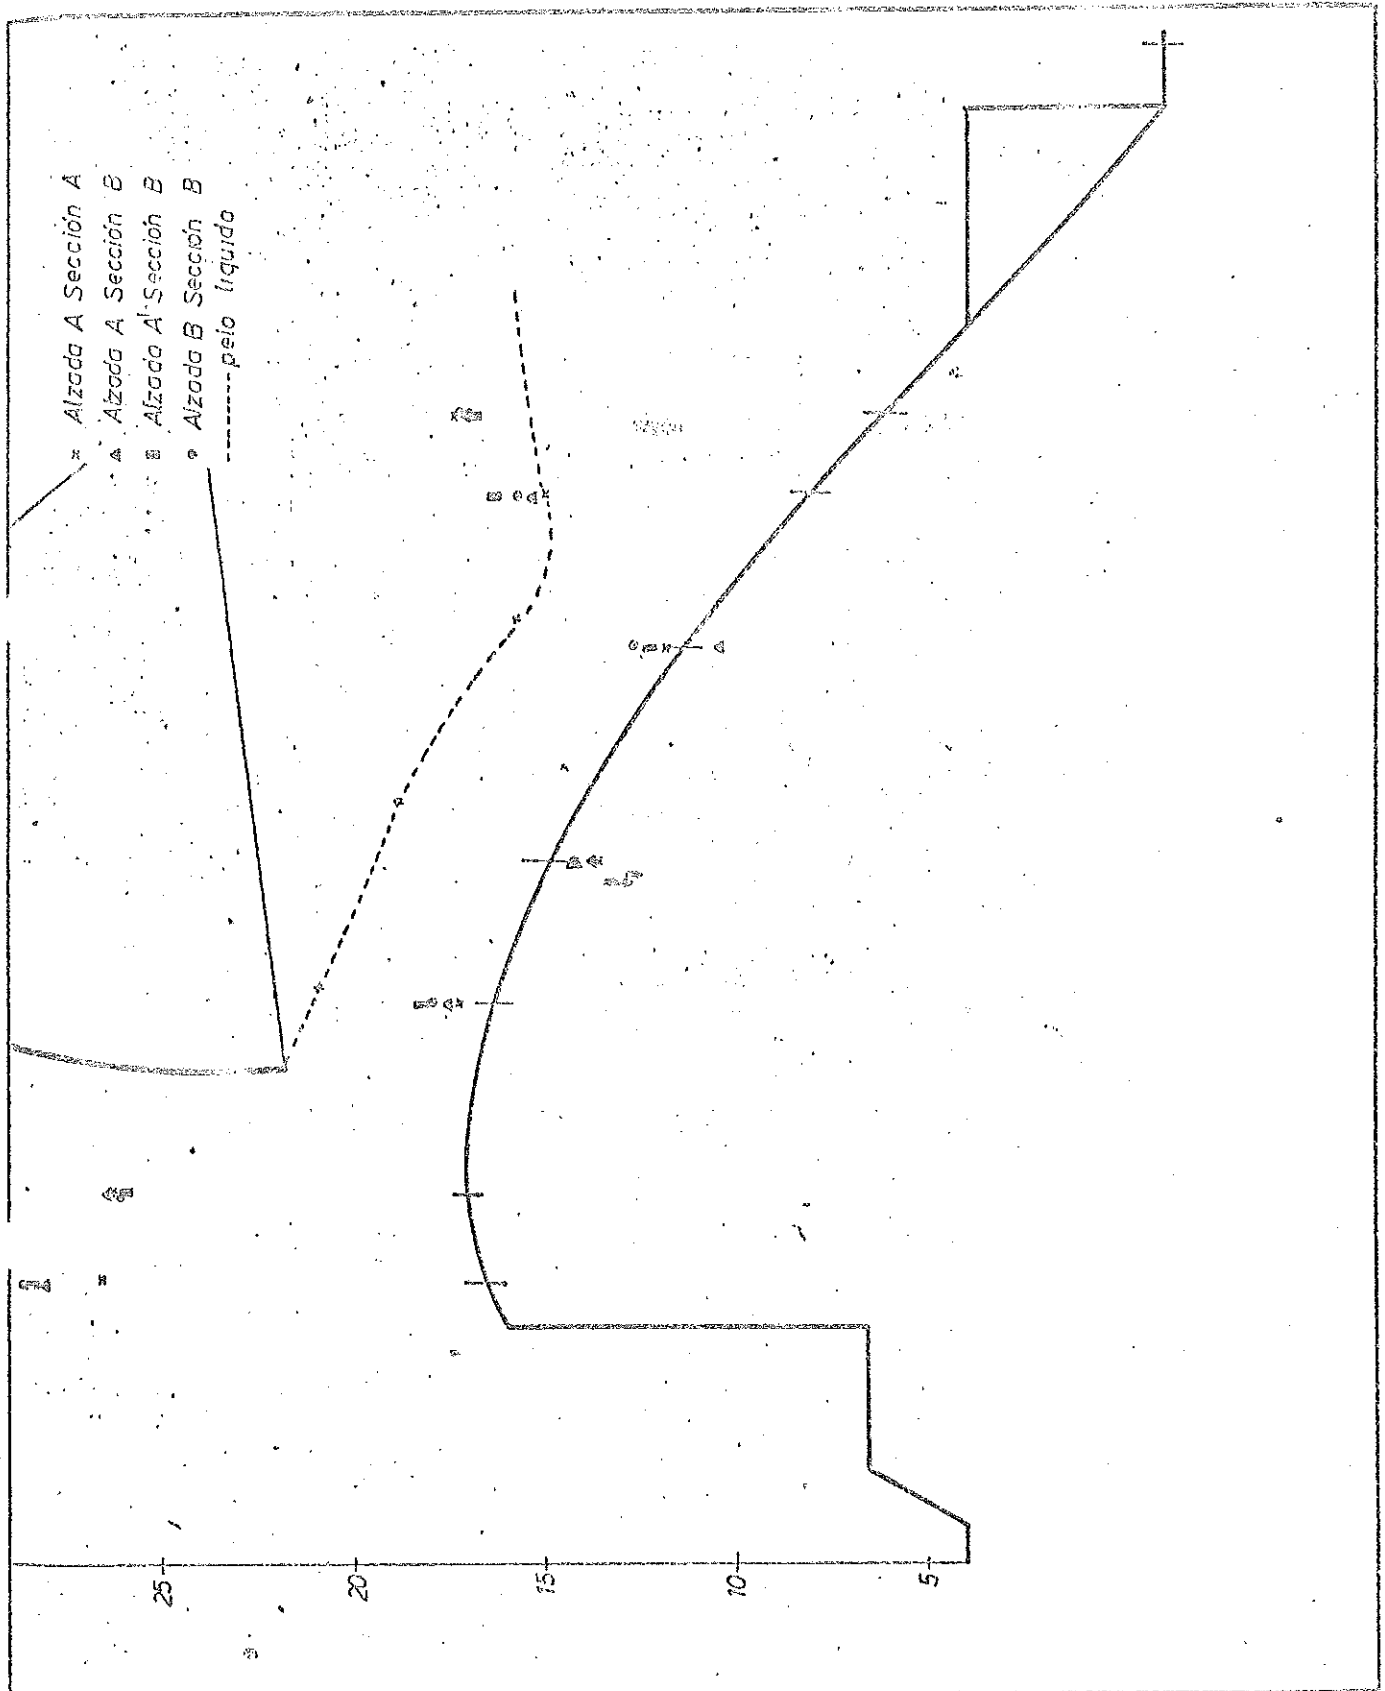 × Alzada A Sección A
Alzada A Sección B
Alzada A' Sección B
Alzada B Sección B
-------- pelo líquido
25
20
15
10
5